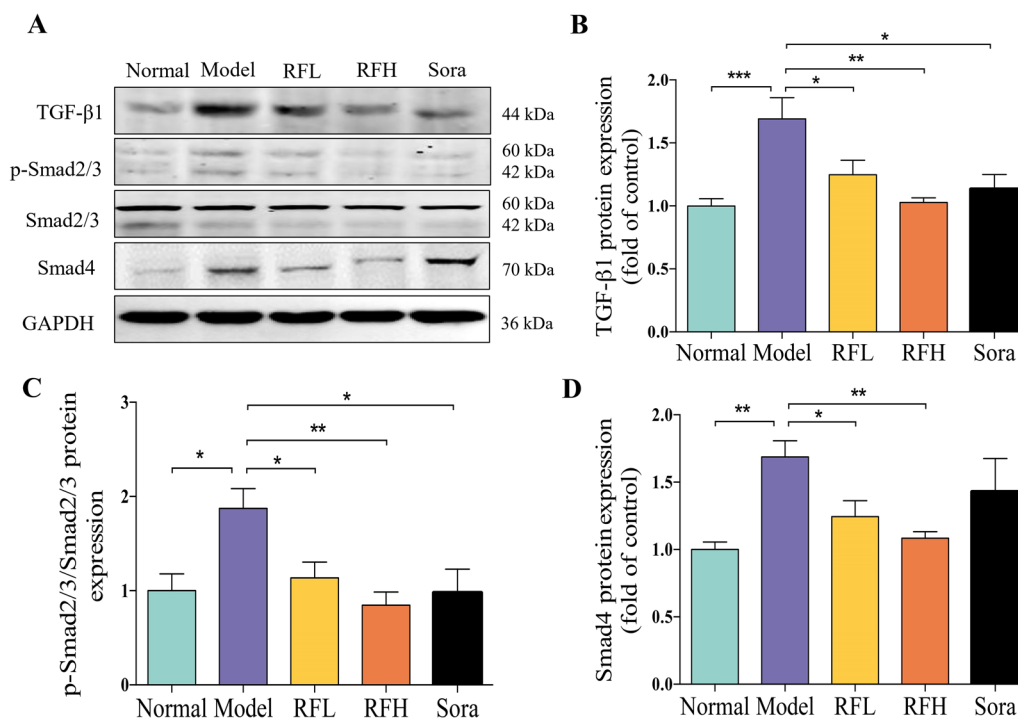 A
Normal Model RFL RFH Sora
TGF-β1
44 kDa
p-Smad2/3
60 kDa
42 kDa
Smad2/3
60 kDa
42 kDa
Smad4
70 kDa
GAPDH
36 kDa
B
TGF-β1 protein expression
(fold of control)
2.0
1.5
1.0
0.5
0.0
***
*
**
*
Normal Model RFL RFH Sora
C
p-Smad2/3/Smad2/3 protein
expression
3
2
1
0
*
*
**
*
Normal Model RFL RFH Sora
D
Smad4 protein expression
(fold of control)
2.0
1.5
1.0
0.5
0.0
**
*
**
Normal Model RFL RFH Sora